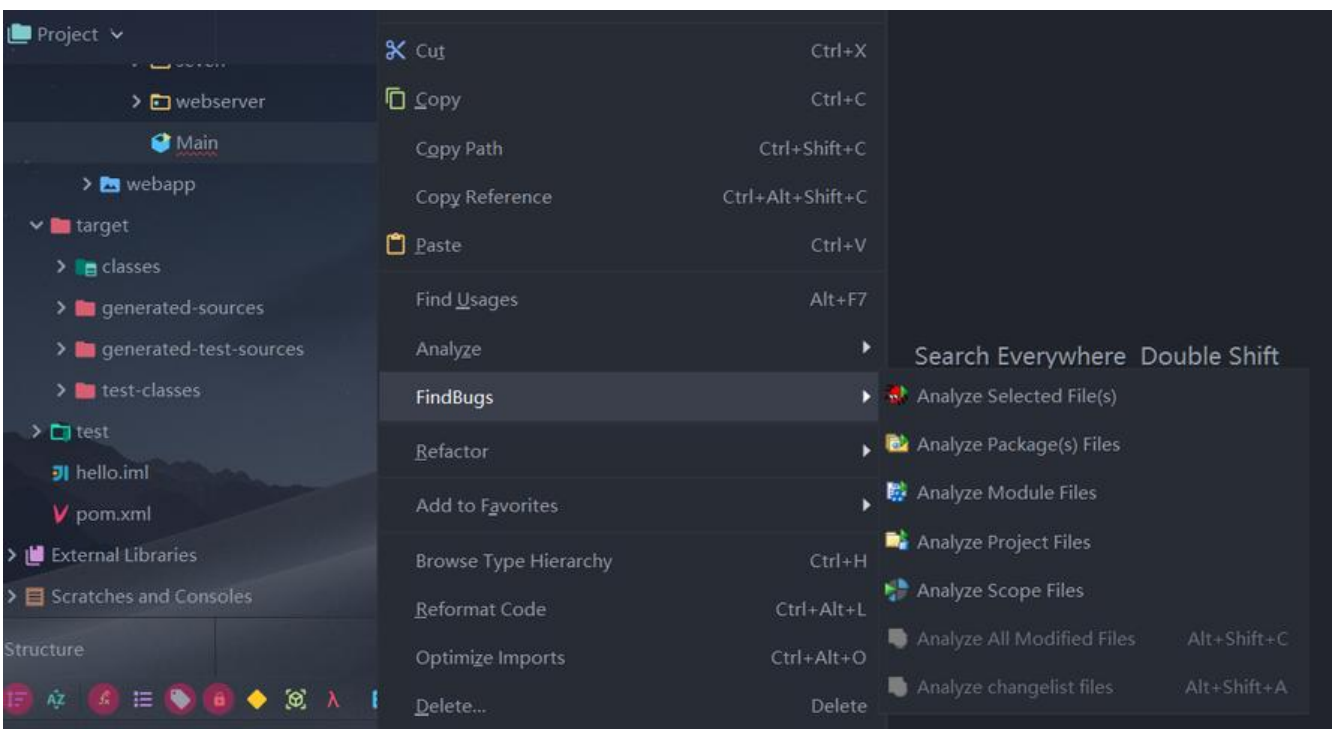 Project
webserver
Main
webapp
target
classes
generated-sources
generated-test-sources
test-classes
test
hello.iml
pom.xml
External Libraries
Scratches and Consoles
Structure
Cut Ctrl+X
Copy Ctrl+C
Copy Path Ctrl+Shift+C
Copy Reference Ctrl+Alt+Shift+C
Paste Ctrl+V
Find Usages Alt+F7
Analyze
FindBugs
Refactor
Add to Favorites
Browse Type Hierarchy Ctrl+H
Reformat Code Ctrl+Alt+L
Optimize Imports Ctrl+Alt+O
Delete... Delete
Search Everywhere Double Shift
Analyze Selected File(s)
Analyze Package(s) Files
Analyze Module Files
Analyze Project Files
Analyze Scope Files
Analyze All Modified Files Alt+Shift+C
Analyze changelist files Alt+Shift+A